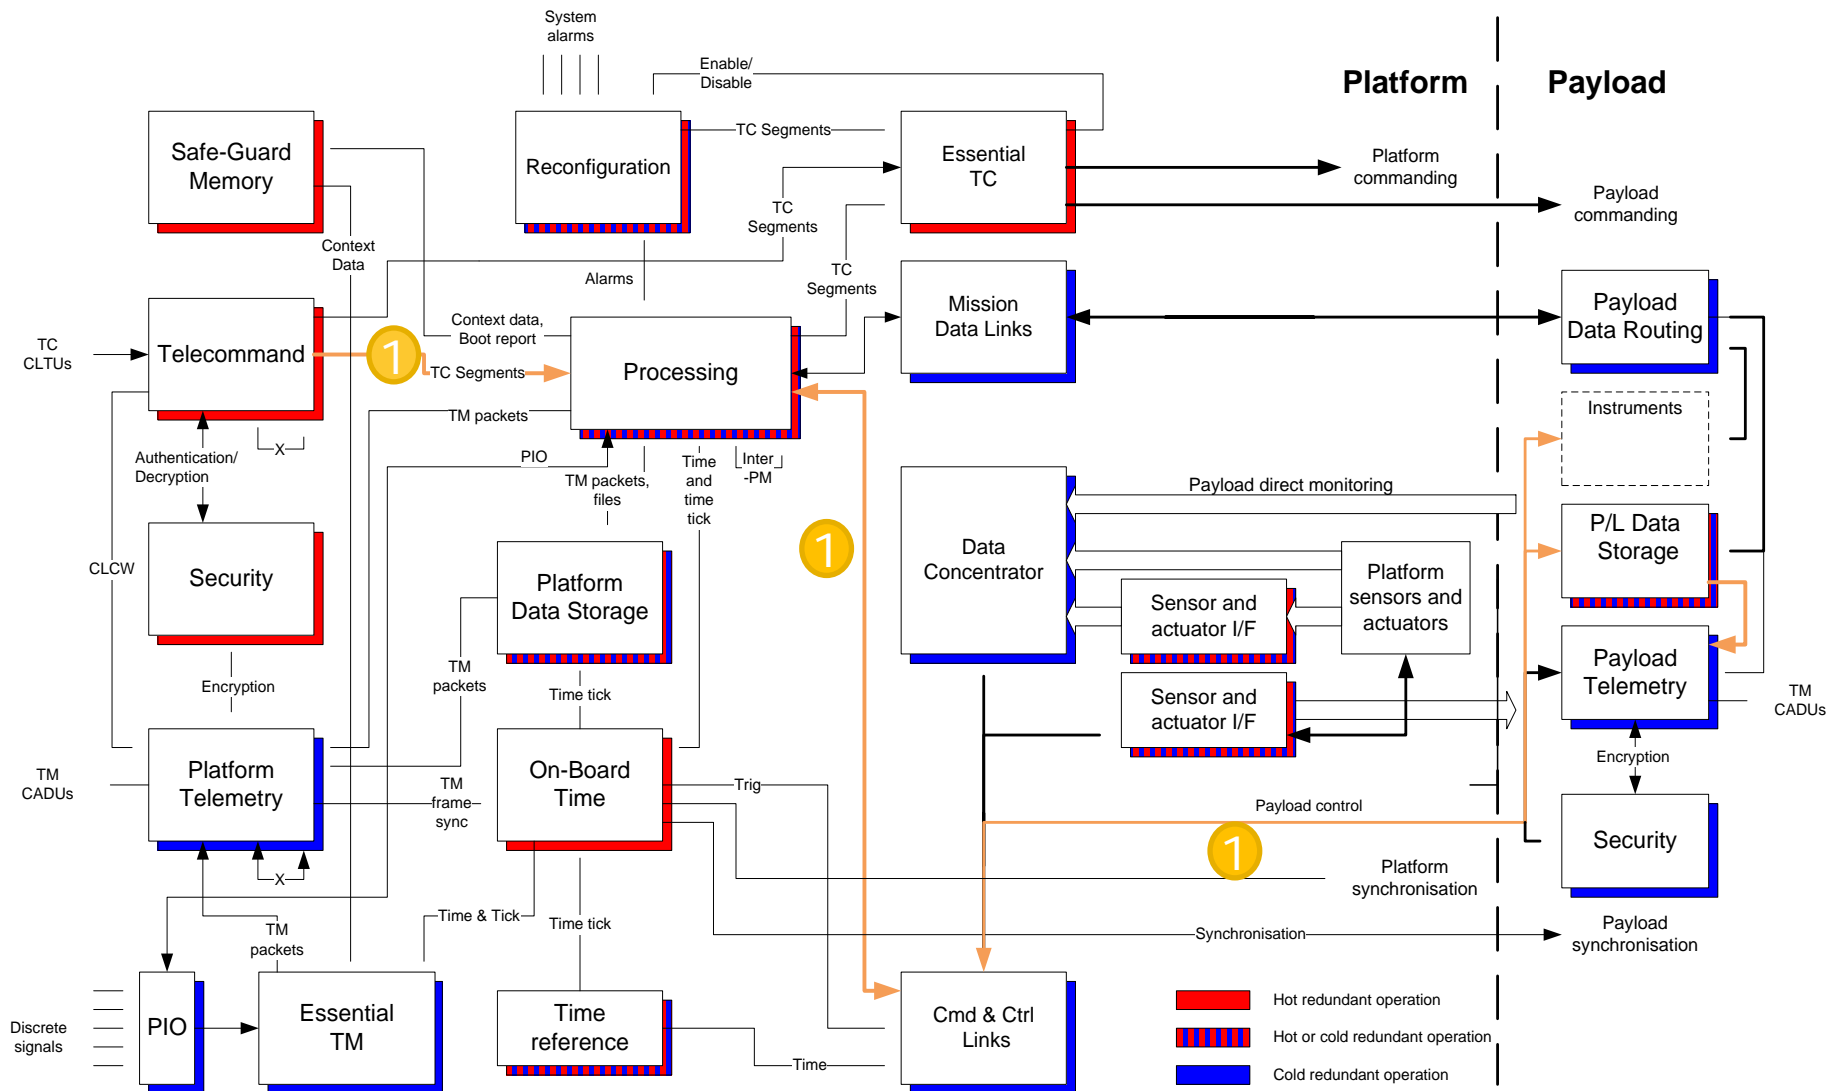 System
alarms
Enable/
Disable
Platform
Payload
Safe-Guard
Memory
Reconfiguration
TC Segments
Essential
TC
Platform
commanding
Payload
commanding
TC
Segments
Context
Data
Alarms
TC
Segments
Mission
Data Links
Payload
Data Routing
TC
CLTUs
Telecommand
1
Context data,
Boot report
TC Segments
Processing
TM packets
Instruments
X
Authentication/
Decryption
PIO
TM packets,
files
Time
and
time
tick
Inter
-PM
Payload direct monitoring
1
CLCW
Security
Platform
Data Storage
Data
Concentrator
Sensor and
actuator I/F
Platform
sensors and
actuators
P/L Data
Storage
Encryption
TM
packets
Time tick
Sensor and
actuator I/F
Payload
Telemetry
TM
CADUs
TM
CADUs
Platform
Telemetry
TM
frame
sync
On-Board
Time
Trig
Payload control
1
Encryption
Security
X
Platform
synchronisation
TM
packets
Time & Tick
Time tick
Synchronisation
Payload
synchronisation
Discrete
signals
PIO
Essential
TM
Time
reference
Time
Cmd & Ctrl
Links
Hot redundant operation
Hot or cold redundant operation
Cold redundant operation